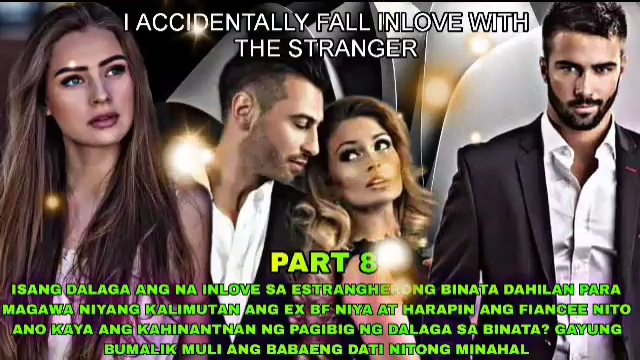 I ACCIDENTALLY FALL INLOVE WITH
THE STRANGER
PART 8
ISANG DALAGA ANG NA INLOVE SA ESTRANGHERONG BINATA DAHILAN PARA
MAGAWA NIYANG KALIMUTAN ANG EX BF NIYA AT HARAPIN ANG FIANCEE NITO
ANO KAYA ANG KAHINANTNAN NG PAGIBIG NG DALAGA SA BINATA? GAYUNG
BUMALIK MULI ANG BABAENG DATI NITONG MINAHAL